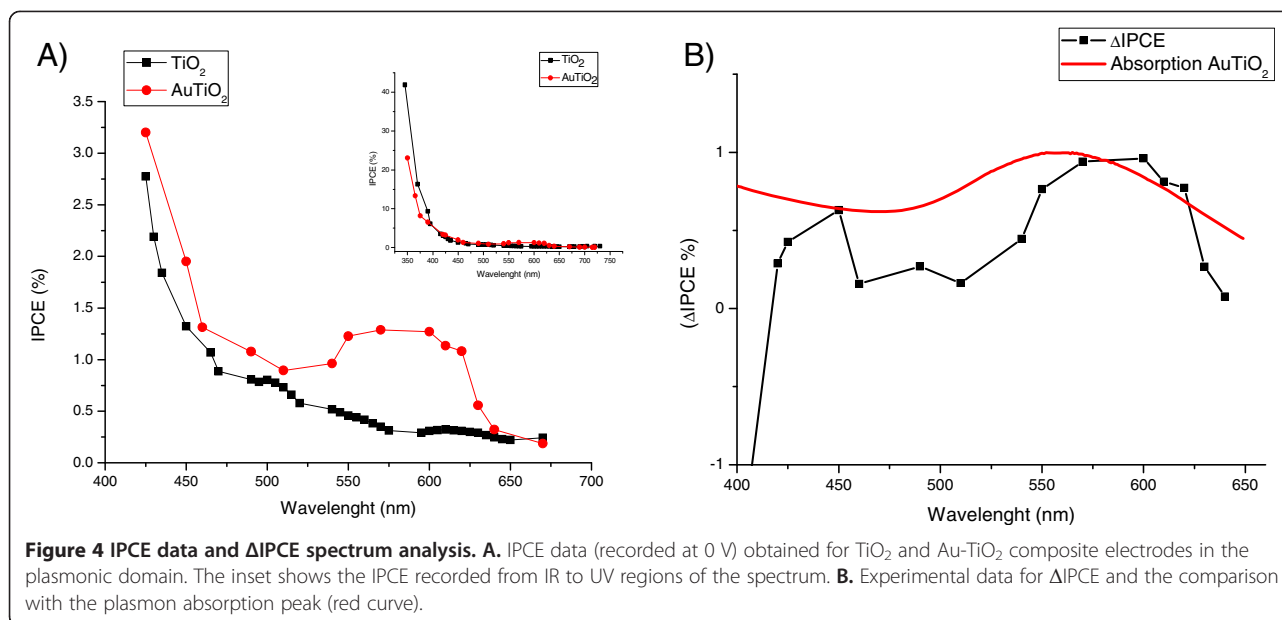 A)
TiO2
AuTiO2
3.5
3.0
2.5
2.0
1.5
1.0
0.5
0.0
IPCE (%)
400 450 500 550 600 650 700
Wavelenght (nm)
TiO2
AuTiO2
40
30
20
10
0
IPCE (%)
350 400 450 500 550 600 650 700 750
Wavelenght (nm)
B)
ΔIPCE
Absorption AuTiO2
1
0
-1
(ΔIPCE %)
400 450 500 550 600 650
Wavelenght (nm)
Figure 4 IPCE data and ΔIPCE spectrum analysis. A. IPCE data (recorded at 0 V) obtained for TiO2 and Au-TiO2 composite electrodes in the
plasmonic domain. The inset shows the IPCE recorded from IR to UV regions of the spectrum. B. Experimental data for ΔIPCE and the comparison
with the plasmon absorption peak (red curve).